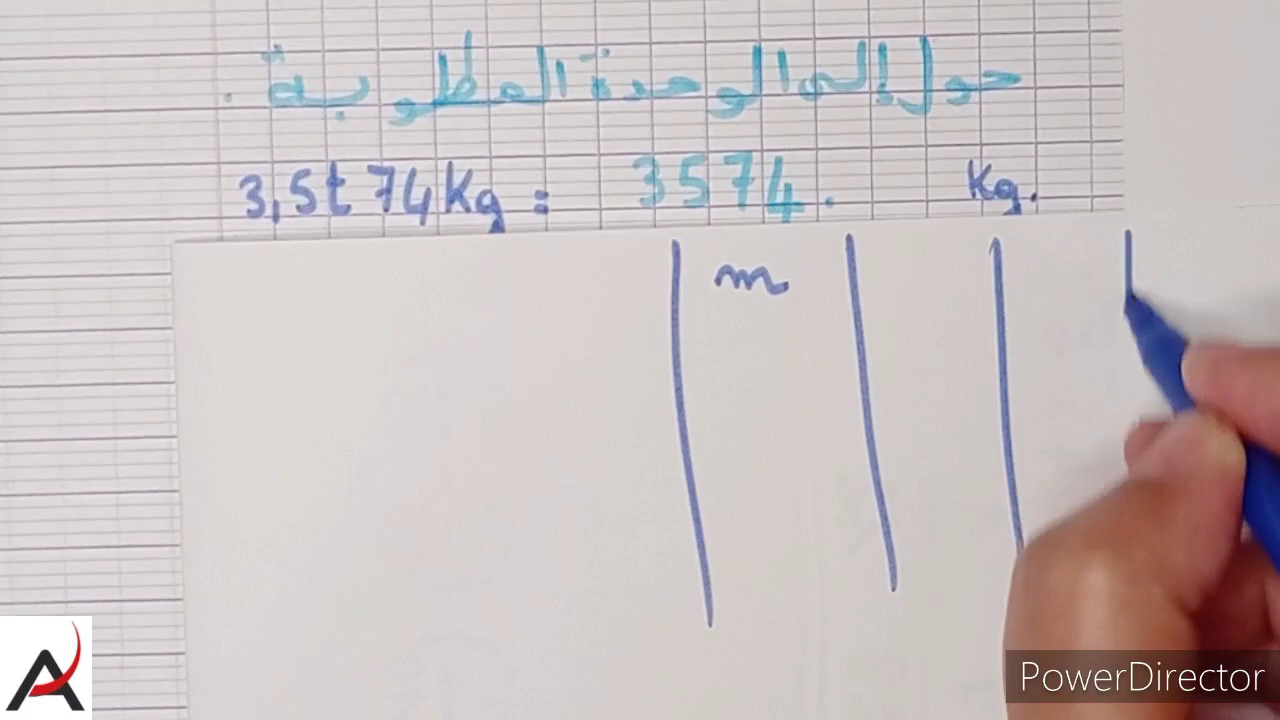 حول إلى الوحدة المطلوبة .
3,5t 74Kg = 3574. Kg.
m
PowerDirector